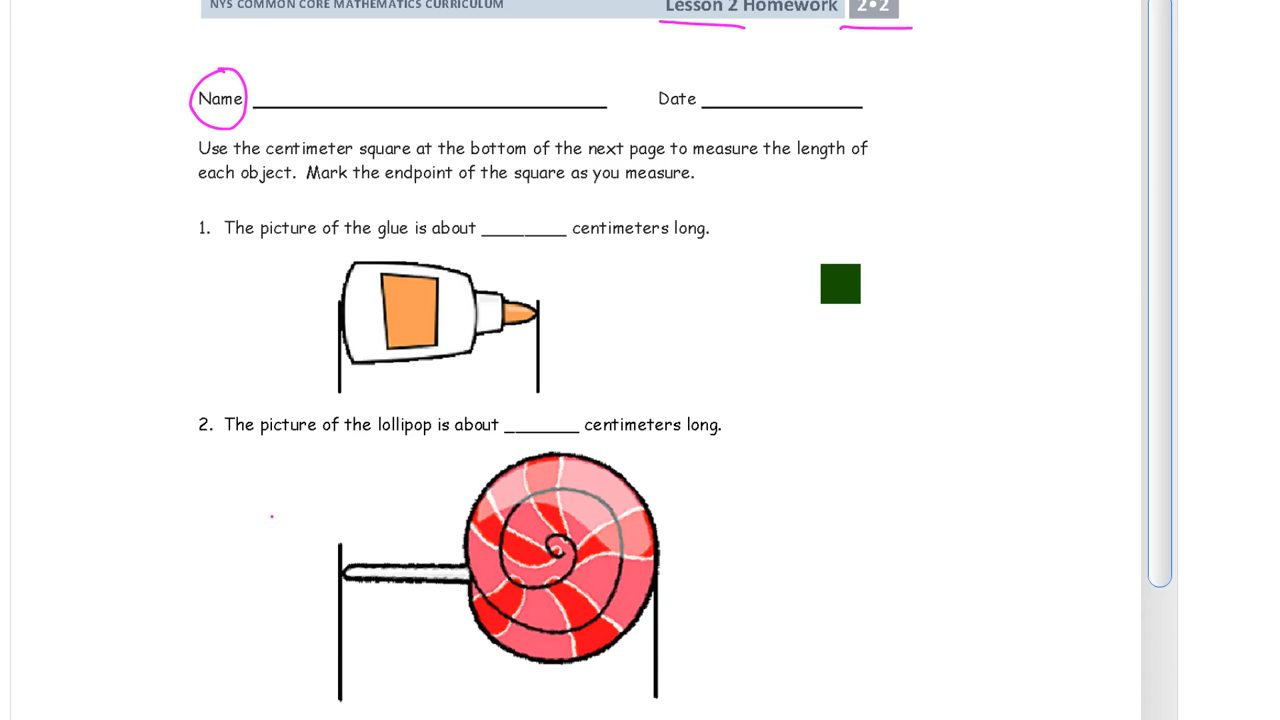 NYS COMMON CORE MATHEMATICS CURRICULUM Lesson 2 Homework 2•2
Name ____________________ Date ____________________
Use the centimeter square at the bottom of the next page to measure the length of
each object. Mark the endpoint of the square as you measure.
1. The picture of the glue is about ________ centimeters long.
2. The picture of the lollipop is about _______ centimeters long.